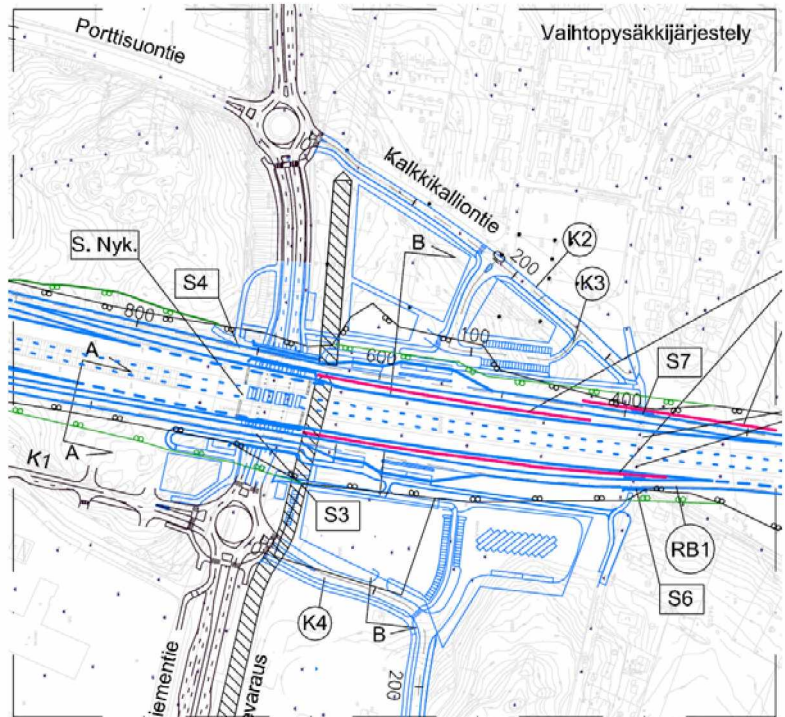 Vaihtopysäkkijärjestely
Porttisuontie
Kalkkikalliontie
S. Nyk.
B
200
K2
S4
K3
800
100
600
A
S7
400
A
K1
S3
RB1
S6
K4
B
200
iementie
evaraus